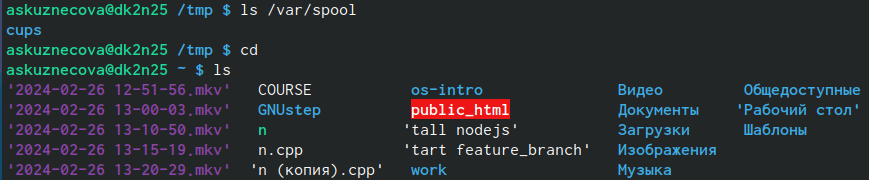 askuznecova@dk2n25 /tmp $ ls /var/spool
cups
askuznecova@dk2n25 /tmp $ cd
askuznecova@dk2n25 ~ $ ls
'2024-02-26 12-51-56.mkv' COURSE os-intro Видео Общедоступные
'2024-02-26 13-00-03.mkv' GNUstep public_html Документы 'Рабочий стол'
'2024-02-26 13-10-50.mkv' n 'tall nodejs' Загрузки Шаблоны
'2024-02-26 13-15-19.mkv' n.cpp 'tart feature_branch' Изображения
'2024-02-26 13-20-29.mkv' 'n (копия).cpp' work Музыка